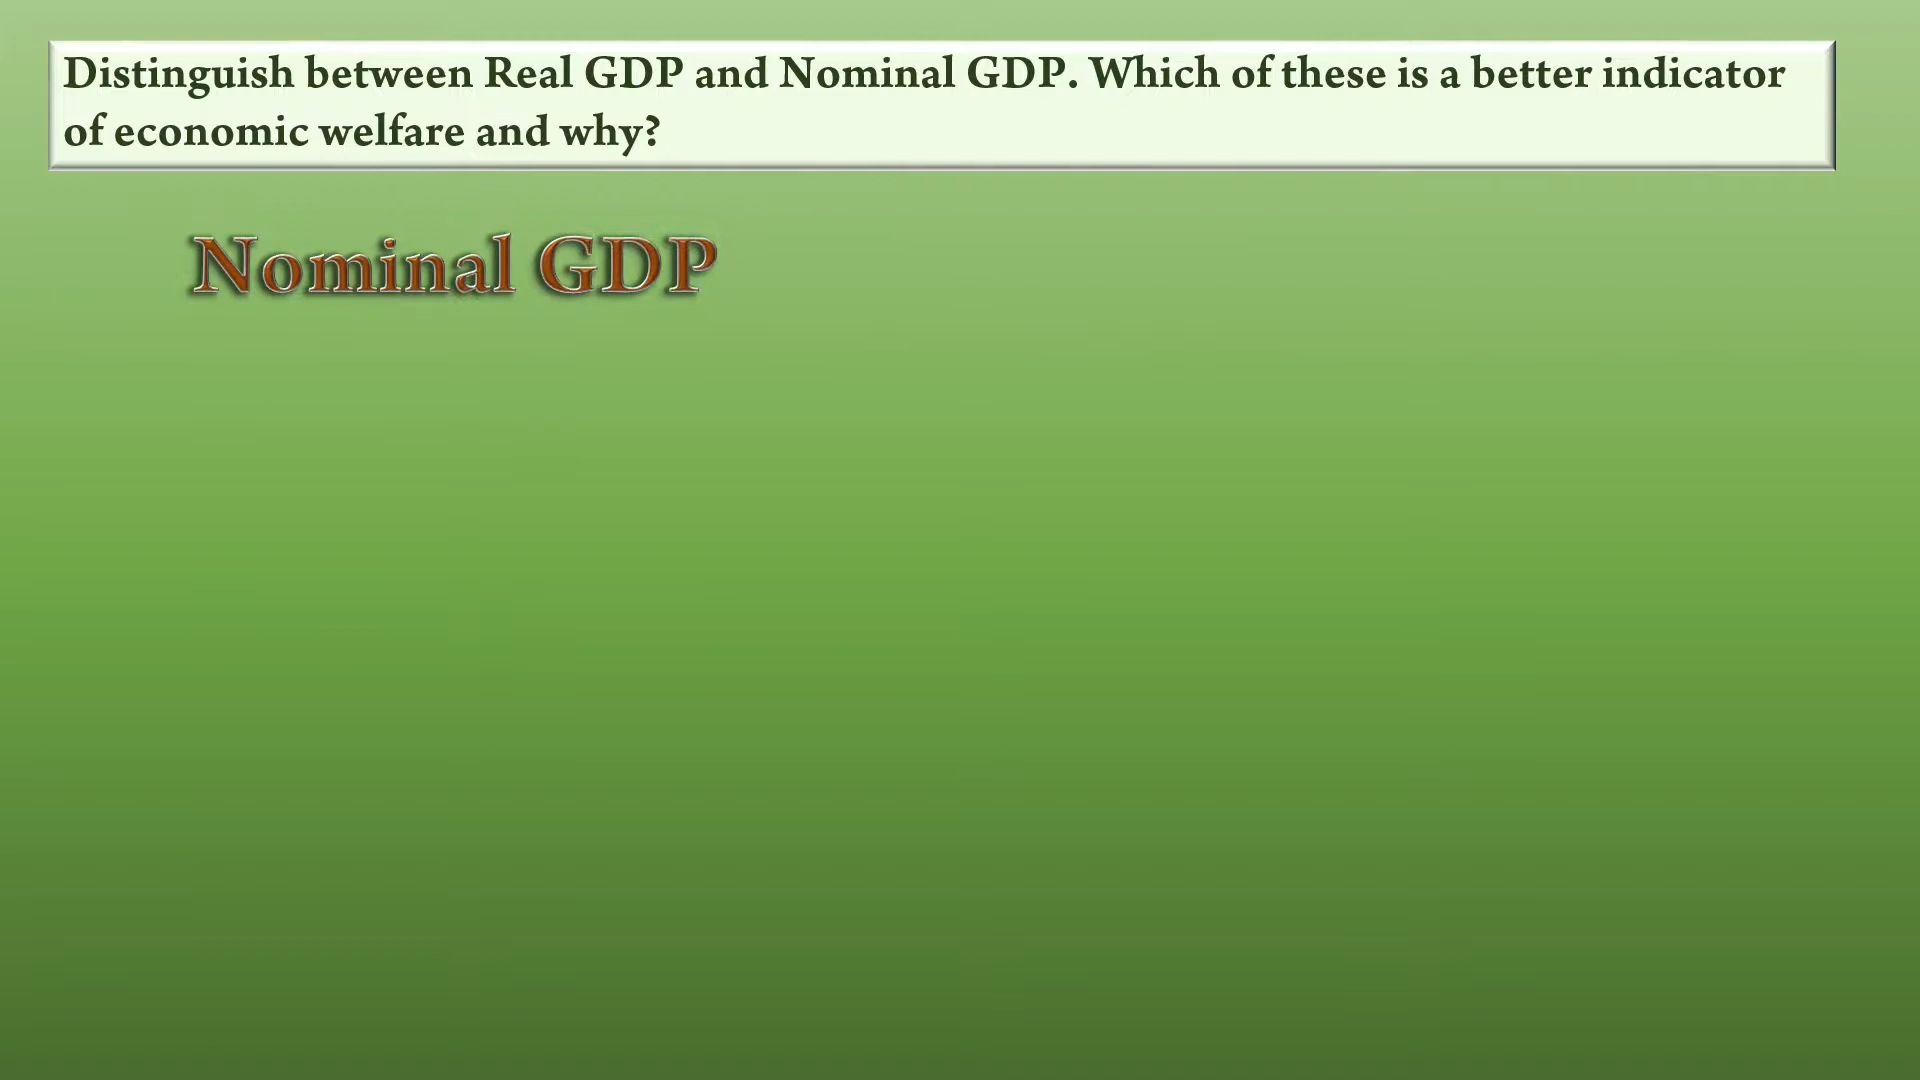 Distinguish between Real GDP and Nominal GDP. Which of these is a better indicator
of economic welfare and why?
Nominal GDP